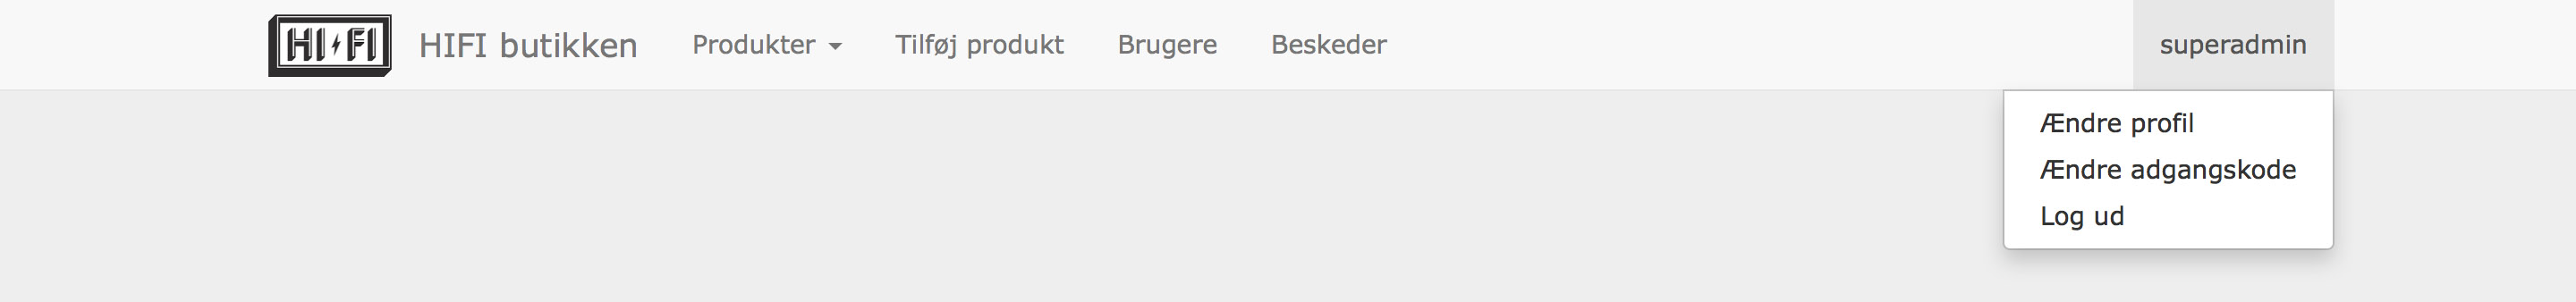 HI FI HIFI butikken Produkter Tilføj produkt Brugere Beskeder superadmin
Ændre profil
Ændre adgangskode
Log ud